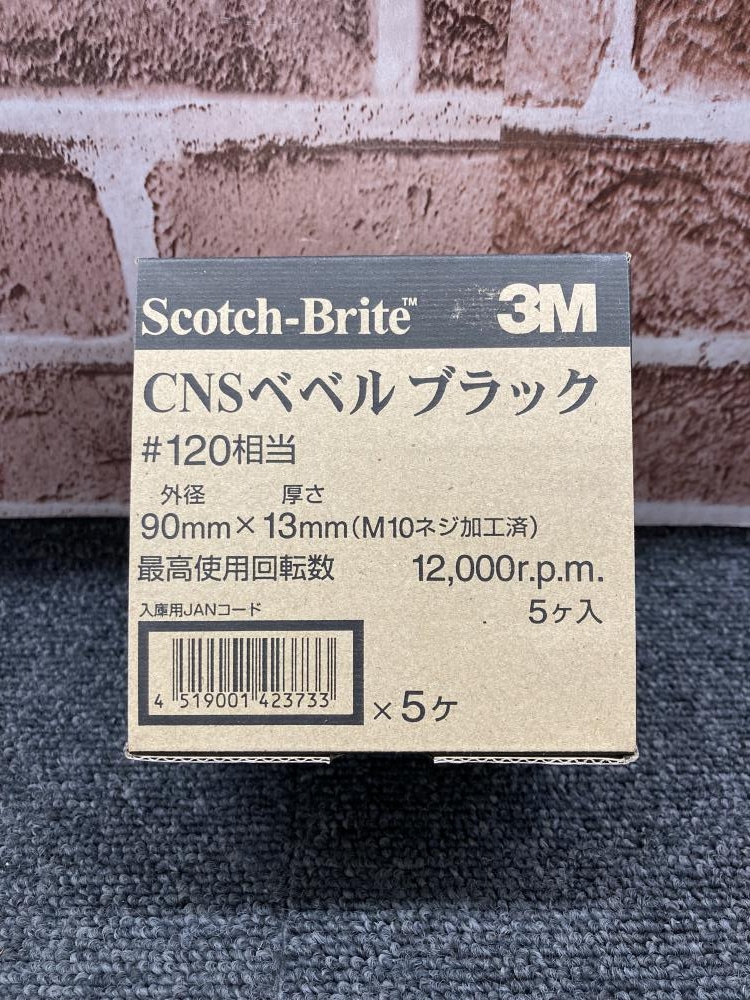 Scotch-Brite™ 3M
CNSベベル ブラック
#120相当
外径 厚さ
90mm×13mm(M10ネジ加工済)
最高使用回転数 12,000r.p.m.
5ヶ入
入庫用JANコード
4 519001 423733
×5ケ